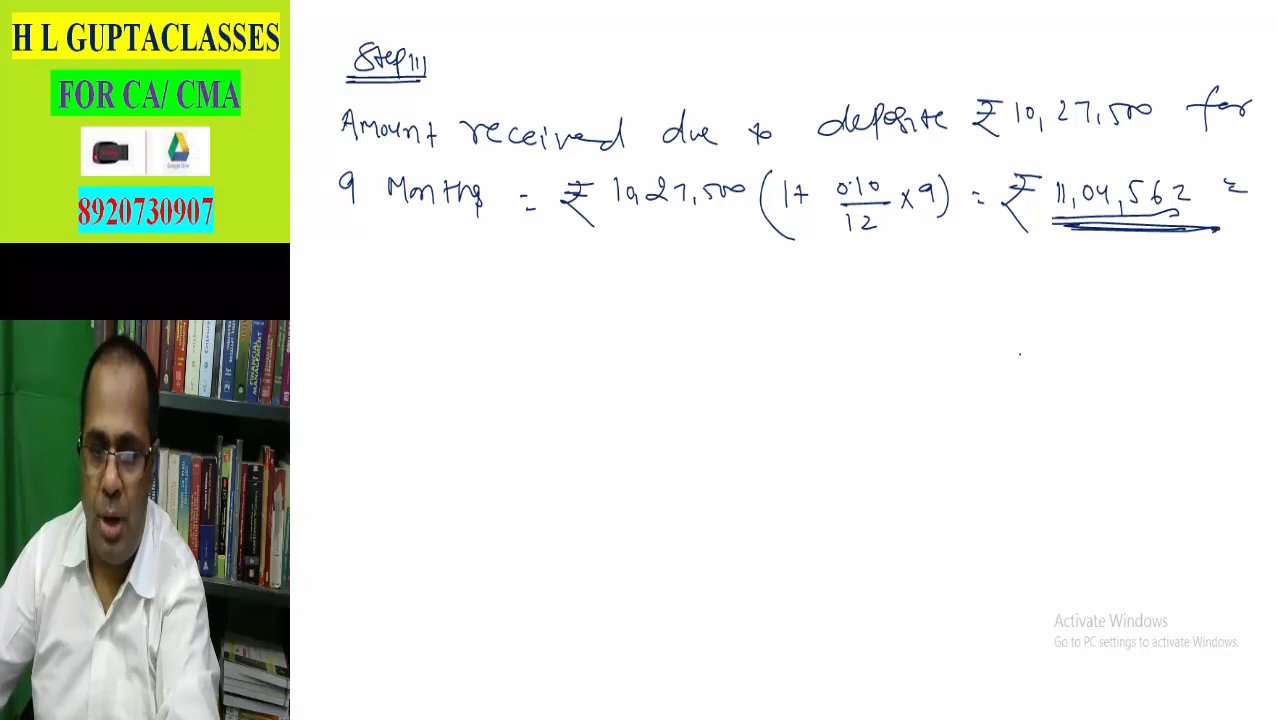 H L GUPTACLASSES
FOR CA/ CMA
8920730907
Step III
Amount received due to deposite ₹ 10,27,500 for
9 Months = ₹ 10,27,500 (1 + 0.10/12 × 9) = ₹ 11,04,562
FINANCIAL MANAGEMENT
Activate Windows
Go to PC settings to activate Windows.